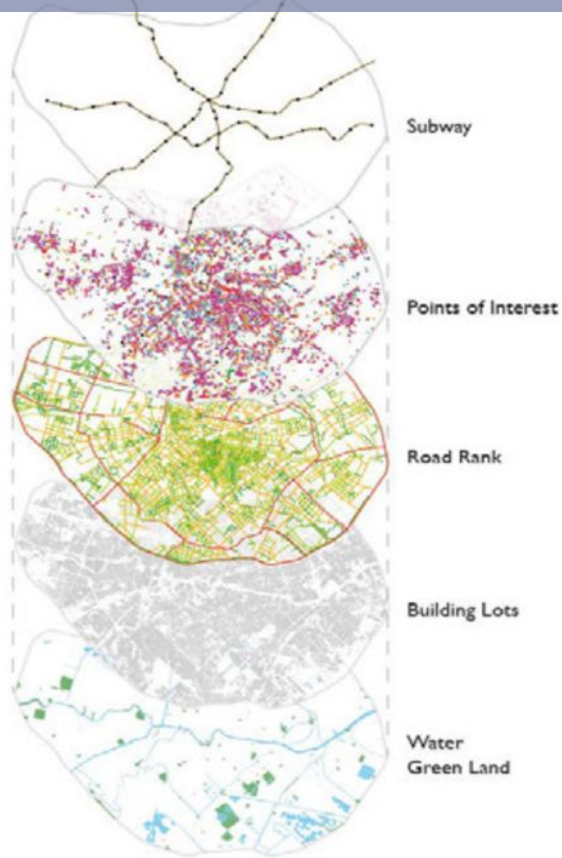 Subway
Points of Interest
Road Rank
Building Lots
Water
Green Land